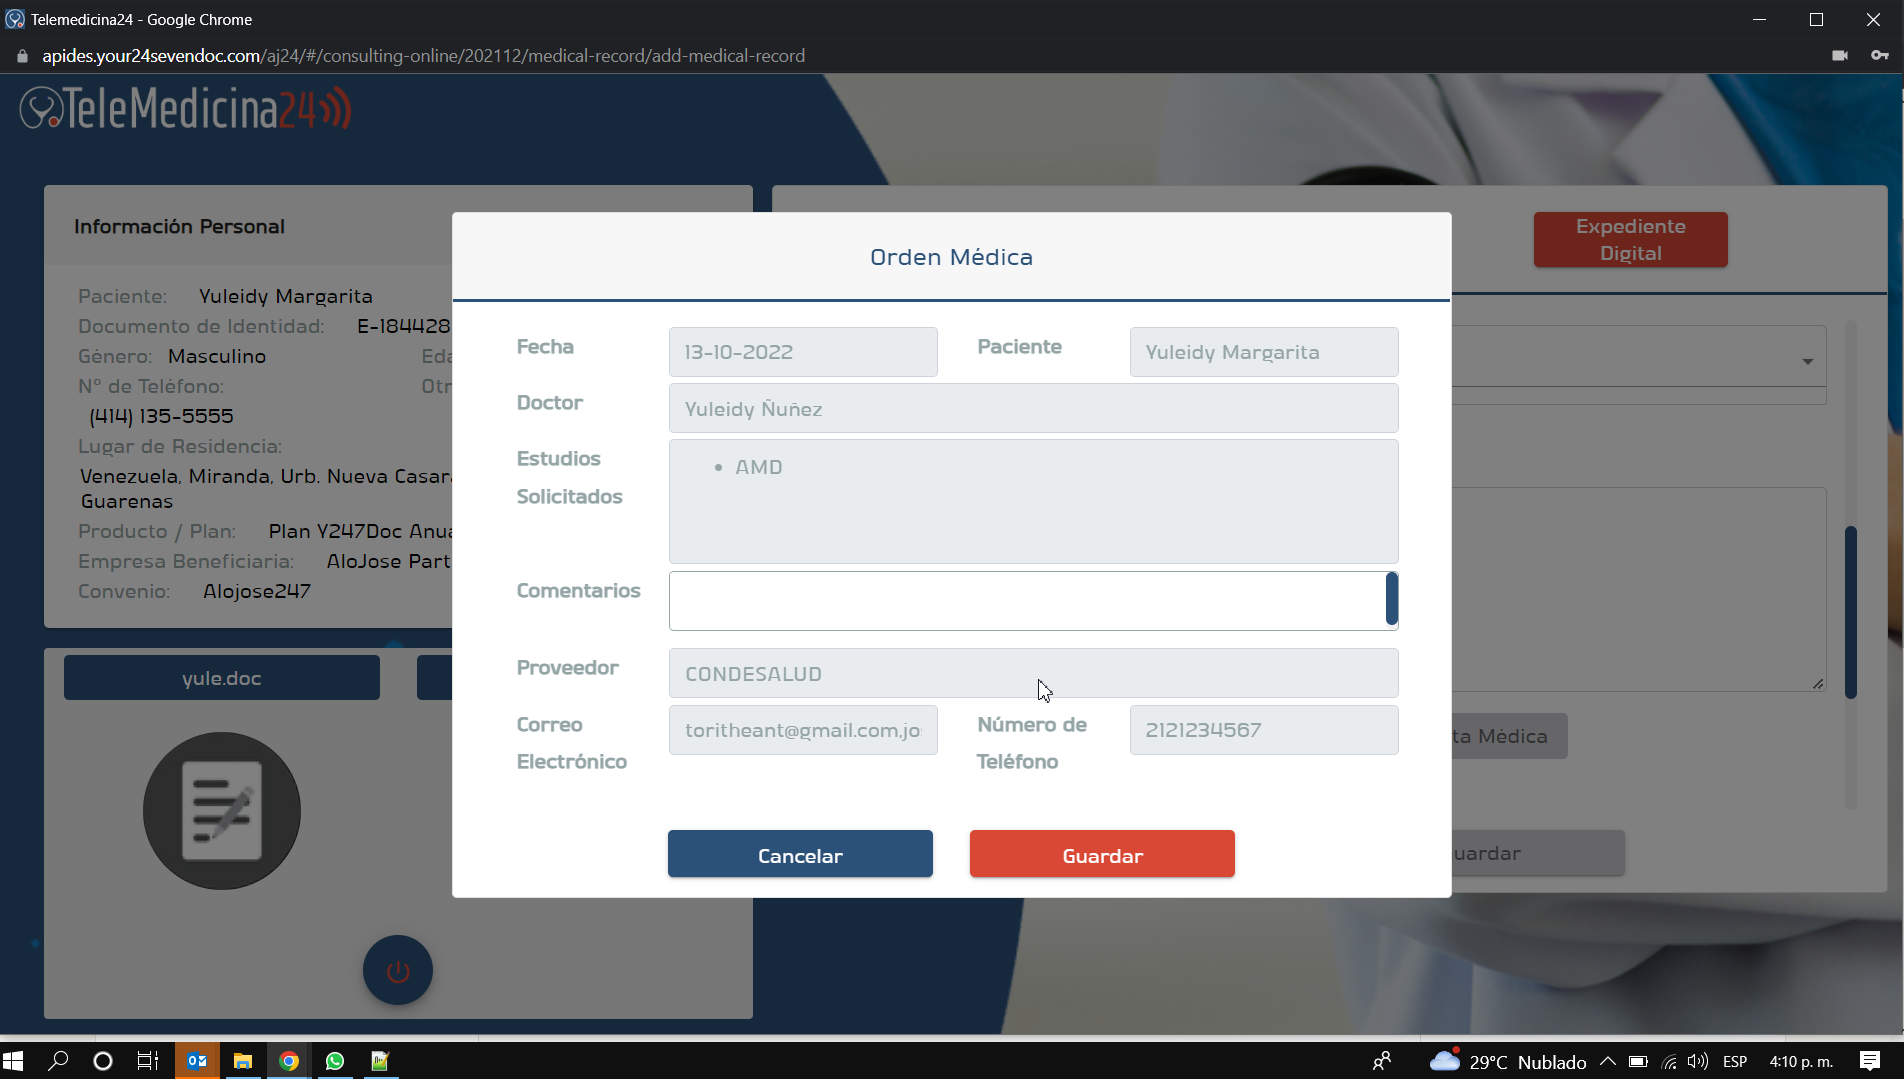 Telemedicina24 - Google Chrome
apides.your24sevendoc.com/aj24/#/consulting-online/202112/medical-record/add-medical-record
TeleMedicina24
Información Personal
Paciente: Yuleidy Margarita
Documento de Identidad: E-184428
Género: Masculino Eda
Nº de Teléfono: Otr
(414) 135-5555
Lugar de Residencia:
Venezuela, Miranda, Urb. Nueva Casar
Guarenas
Producto / Plan: Plan Y247Doc Anua
Empresa Beneficiaria: AloJose Part
Convenio: Alojose247
yule.doc
Expediente
Digital
Orden Médica
Fecha 13-10-2022 Paciente Yuleidy Margarita
Doctor Yuleidy Ñuñez
Estudios
Solicitados
• AMD
Comentarios
Proveedor CONDESALUD
Correo
Electrónico
toritheant@gmail.com,jo
Número de
Teléfono
2121234567
Cancelar Guardar
ta Médica
uardar
29°C Nublado ESP 4:10 p. m.